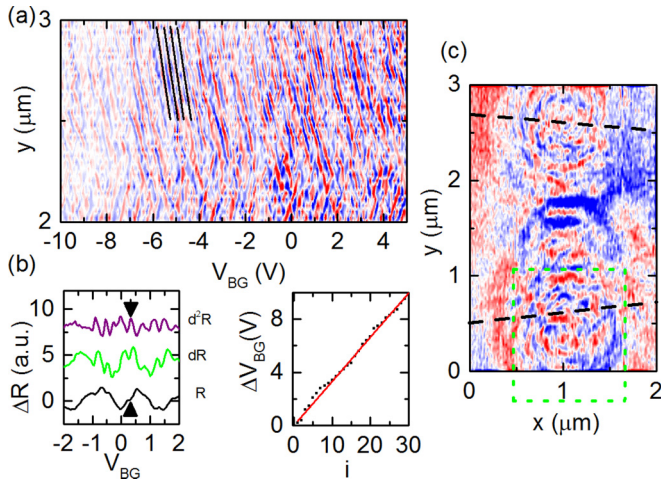 (a)
3
y (μm)
2
-10 -8 -6 -4 -2 0 2 4
V_BG (V)
(b)
ΔR (a.u.)
10
5
0
d²R
dR
R
-2 -1 0 1 2
V_BG
ΔV_BG(V)
8
4
0
0 10 20 30
i
(c)
3
2
1
0
y (μm)
0 1 2
x (μm)